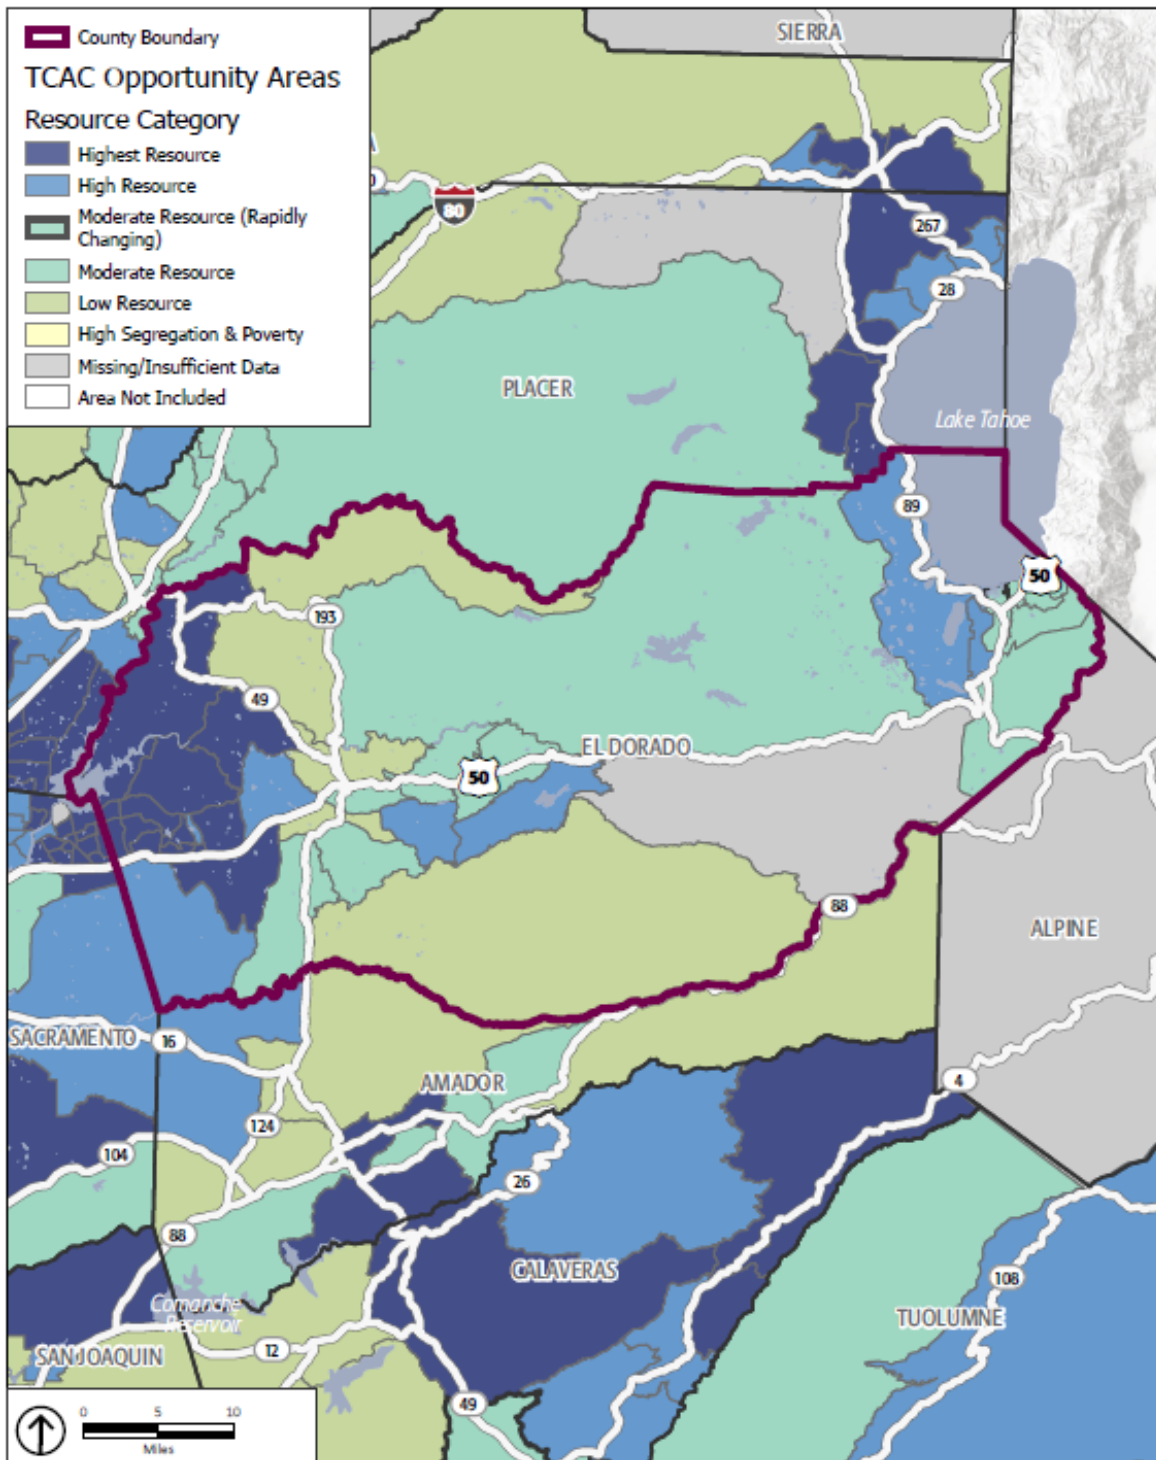 County Boundary
TCAC Opportunity Areas
Resource Category
Highest Resource
High Resource
Moderate Resource (Rapidly
Changing)
Moderate Resource
Low Resource
High Segregation & Poverty
Missing/Insufficient Data
Area Not Included
SIERRA
80
267
28
PLACER
Lake Tahoe
89
50
193
49
EL DORADO
50
88
ALPINE
SACRAMENTO
16
AMADOR
4
124
104
26
88
CALAVERAS
108
Comanche
Reservoir
TUOLUMNE
SAN JOAQUIN
12
49
0 5 10
Miles